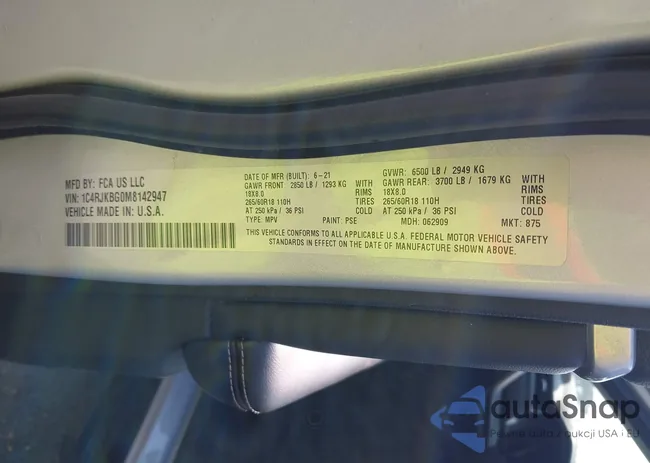 MFD BY: FCA US LLC
VIN: 1C4RJKBG0M8142947
VEHICLE MADE IN: U.S.A.
DATE OF MFR (BUILT): 6-21
GAWR FRONT 2850 LB / 1293 KG WITH
18X8.0 RIMS
265/60R18 110H TIRES
AT 250 kPa / 36 PSI
TYPE: MPV PAINT: PSE
GVWR: 6500 LB / 2949 KG
GAWR REAR: 3700 LB / 1679 KG WITH
18X8.0 RIMS
265/60R18 110H TIRES
AT 250 kPa / 36 PSI
MDH: 062909 MKT: 875
THIS VEHICLE CONFORMS TO ALL APPLICABLE U.S.A. FEDERAL MOTOR VEHICLE SAFETY
STANDARDS IN EFFECT ON THE DATE OF MANUFACTURE SHOWN ABOVE.
autoSnap
aukcji USA i EU